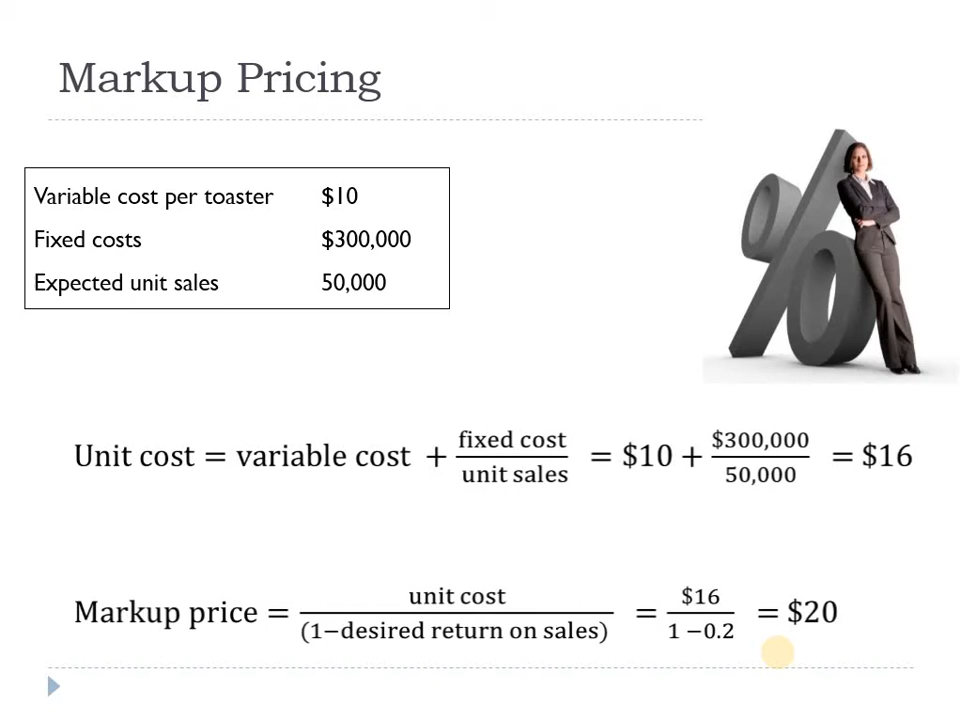 Markup Pricing
Variable cost per toaster $10
Fixed costs $300,000
Expected unit sales 50,000
%
Unit cost = variable cost + fixed cost/unit sales = $10 + $300,000/50,000 = $16
Markup price = unit cost/(1−desired return on sales) = $16/1 −0.2 = $20